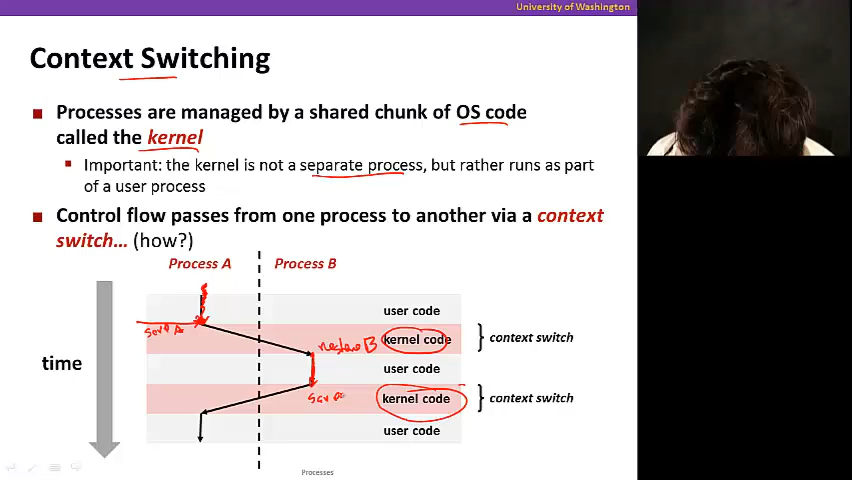 University of Washington
Context Switching
Processes are managed by a shared chunk of OS code
called the kernel
Important: the kernel is not a separate process, but rather runs as part
of a user process
Control flow passes from one process to another via a context
switch… (how?)
Process A
Process B
user code
save A
kernel code
context switch
restore B
time
user code
save
kernel code
context switch
user code
Processes